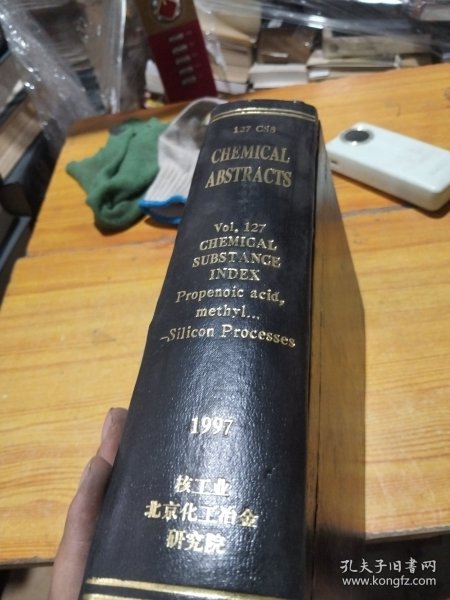 127 CS8
CHEMICAL
ABSTRACTS
Vol. 127
CHEMICAL
SUBSTANCE
INDEX
Propenoic acid,
methyl...
-Silicon Processes
1997
核工业
北京化工冶金
研究院
孔夫子旧书网
www.kongfz.com